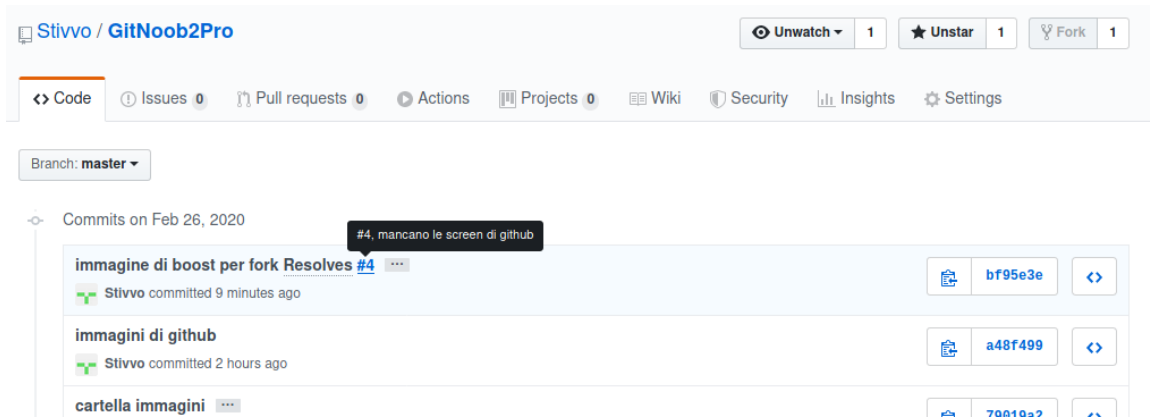 Stivvo / GitNoob2Pro
Unwatch 1 Unstar 1 Fork 1
Code Issues 0 Pull requests 0 Actions Projects 0 Wiki Security Insights Settings
Branch: master
Commits on Feb 26, 2020
#4, mancano le screen di github
immagine di boost per fork Resolves #4 ...
bf95e3e
Stivvo committed 9 minutes ago
immagini di github
a48f499
Stivvo committed 2 hours ago
cartella immagini ...
79019a2